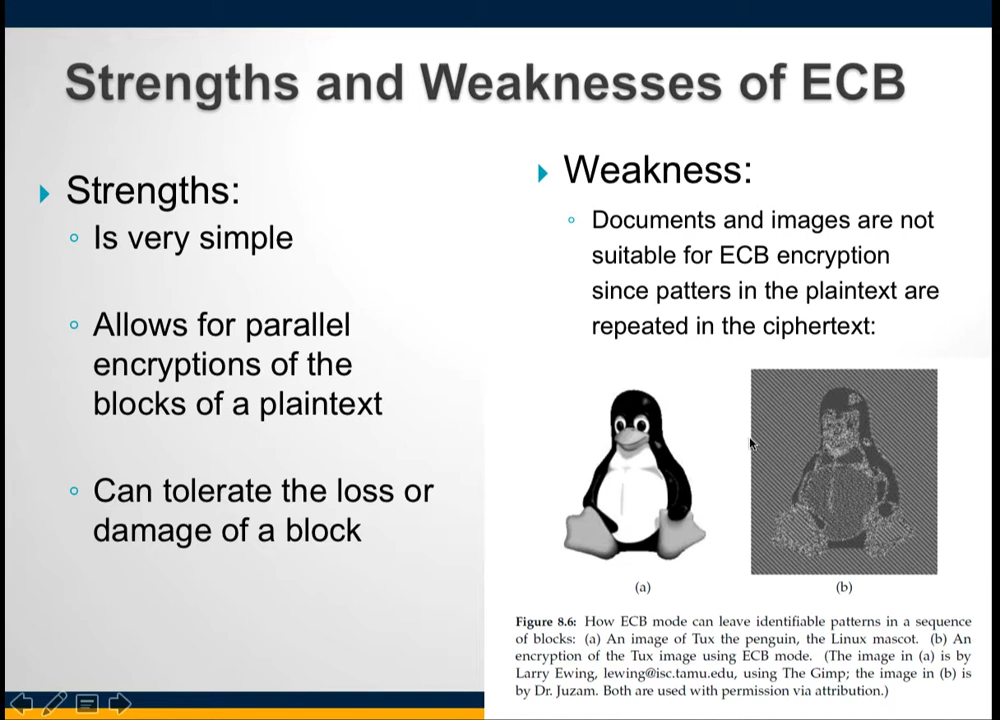 Strengths and Weaknesses of ECB
Strengths:
Is very simple
Allows for parallel
encryptions of the
blocks of a plaintext
Can tolerate the loss or
damage of a block
Weakness:
Documents and images are not
suitable for ECB encryption
since patters in the plaintext are
repeated in the ciphertext:
(a)
(b)
Figure 8.6: How ECB mode can leave identifiable patterns in a sequence
of blocks: (a) An image of Tux the penguin, the Linux mascot. (b) An
encryption of the Tux image using ECB mode. (The image in (a) is by
Larry Ewing, lewing@isc.tamu.edu, using The Gimp; the image in (b) is
by Dr. Juzam. Both are used with permission via attribution.)